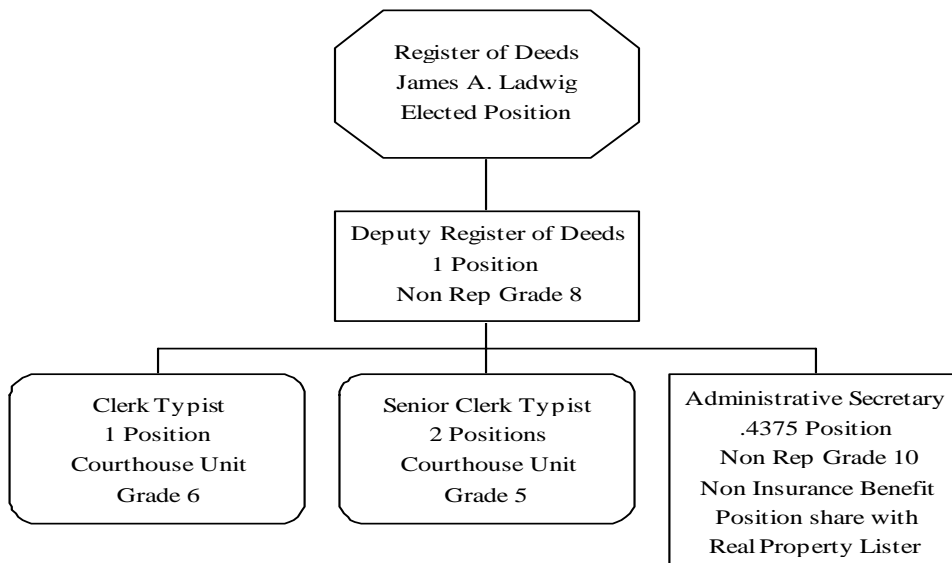 Register of Deeds
James A. Ladwig
Elected Position
Deputy Register of Deeds
1 Position
Non Rep Grade 8
Clerk Typist
1 Position
Courthouse Unit
Grade 6
Senior Clerk Typist
2 Positions
Courthouse Unit
Grade 5
Administrative Secretary
.4375 Position
Non Rep Grade 10
Non Insurance Benefit
Position share with
Real Property Lister